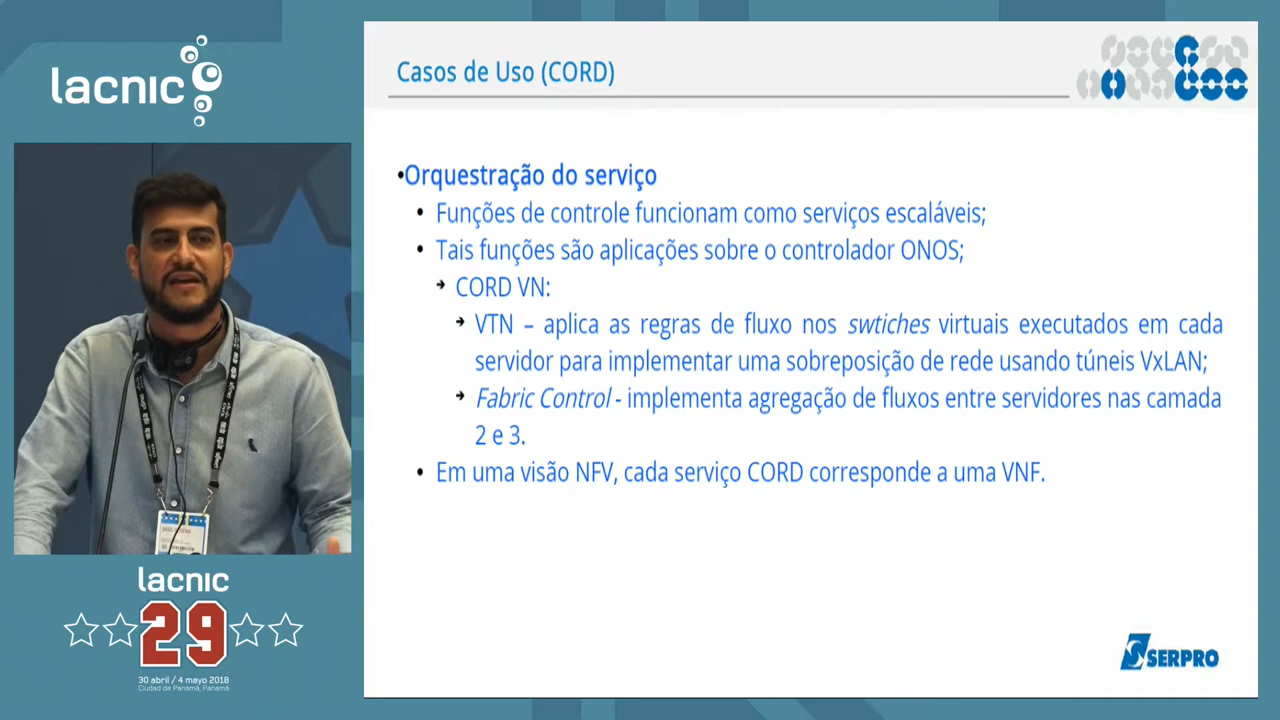 lacnic
Casos de Uso (CORD)
•Orquestração do serviço
• Funções de controle funcionam como serviços escaláveis;
• Tais funções são aplicações sobre o controlador ONOS;
→ CORD VN:
→ VTN – aplica as regras de fluxo nos swtiches virtuais executados em cada
servidor para implementar uma sobreposição de rede usando túneis VxLAN;
→ Fabric Control - implementa agregação de fluxos entre servidores nas camada
2 e 3.
• Em uma visão NFV, cada serviço CORD corresponde a uma VNF.
SERPRO
lacnic
29
30 abril / 4 mayo 2018
Ciudad de Panamá, Panamá